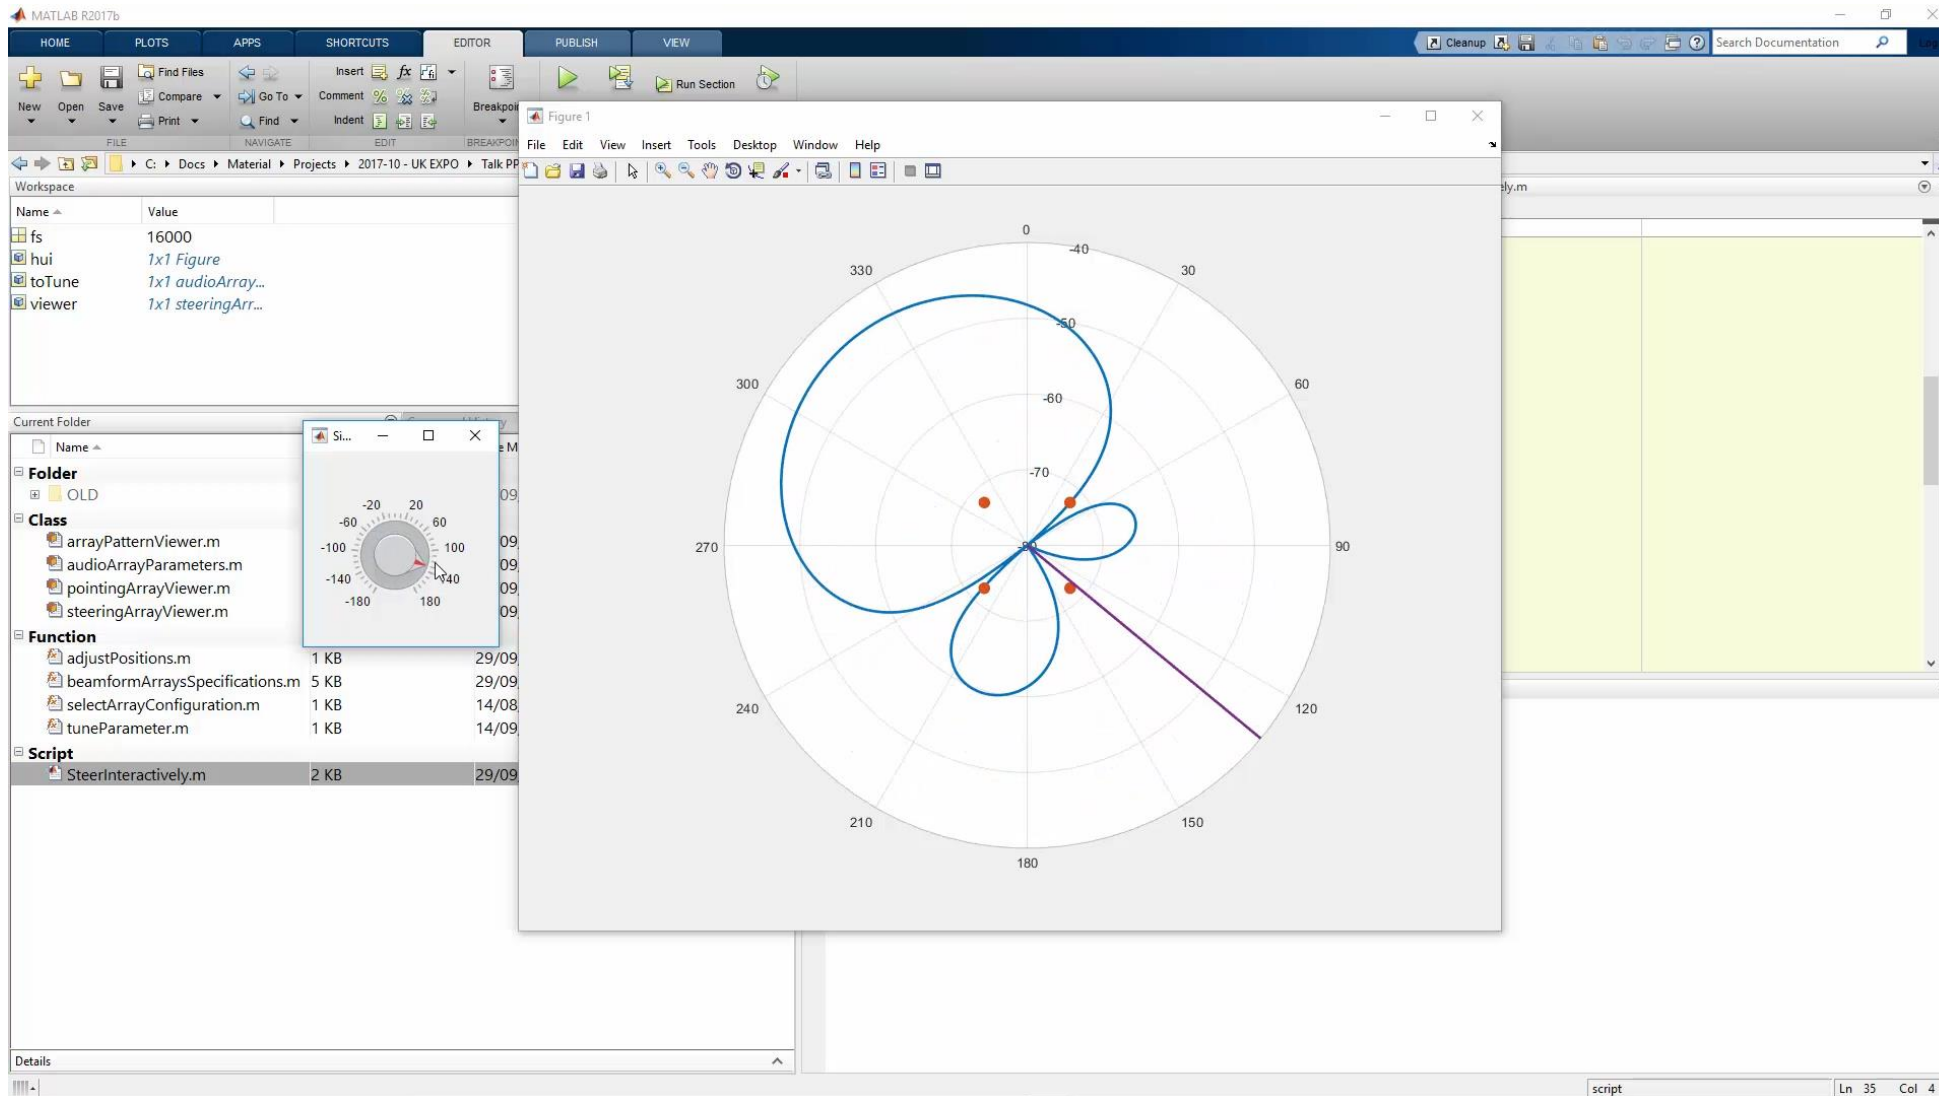 MATLAB R2017b
HOME PLOTS APPS SHORTCUTS EDITOR PUBLISH VIEW
Cleanup
Search Documentation
New
Open
Save
Find Files
Compare
Print
FILE
Go To
Find
NAVIGATE
Insert fx
Comment
Indent
EDIT
Run Section
C: Docs Material Projects 2017-10 - UK EXPO
Workspace
Name Value
fs 16000
hui 1x1 Figure
toTune 1x1 audioArray...
viewer 1x1 steeringArr...
Current Folder
Name
Folder
OLD
Class
arrayPatternViewer.m
audioArrayParameters.m
pointingArrayViewer.m
steeringArrayViewer.m
Function
adjustPositions.m 1 KB 29/09
beamformArraysSpecifications.m 5 KB 29/09
selectArrayConfiguration.m 1 KB 14/08
tuneParameter.m 1 KB 14/09
Script
SteerInteractively.m 2 KB 29/09
Details
Si...
-20 20
-60 60
-100 100
-140
-180 180
Figure 1
File Edit View Insert Tools Desktop Window Help
0
-40
330 30
-50
300 60
-60
-70
270 90
240 120
210 150
180
script
Ln 35 Col 4